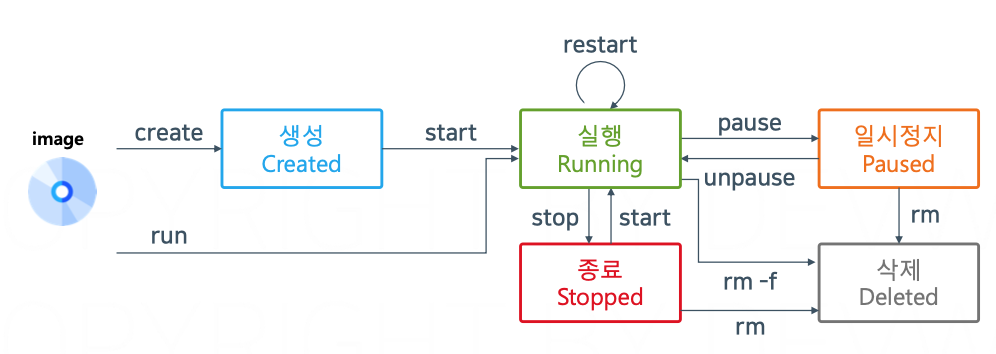 restart
image
create
생성
Created
start
실행
Running
pause
unpause
일시정지
Paused
run
stop
start
rm
종료
Stopped
rm -f
rm
삭제
Deleted